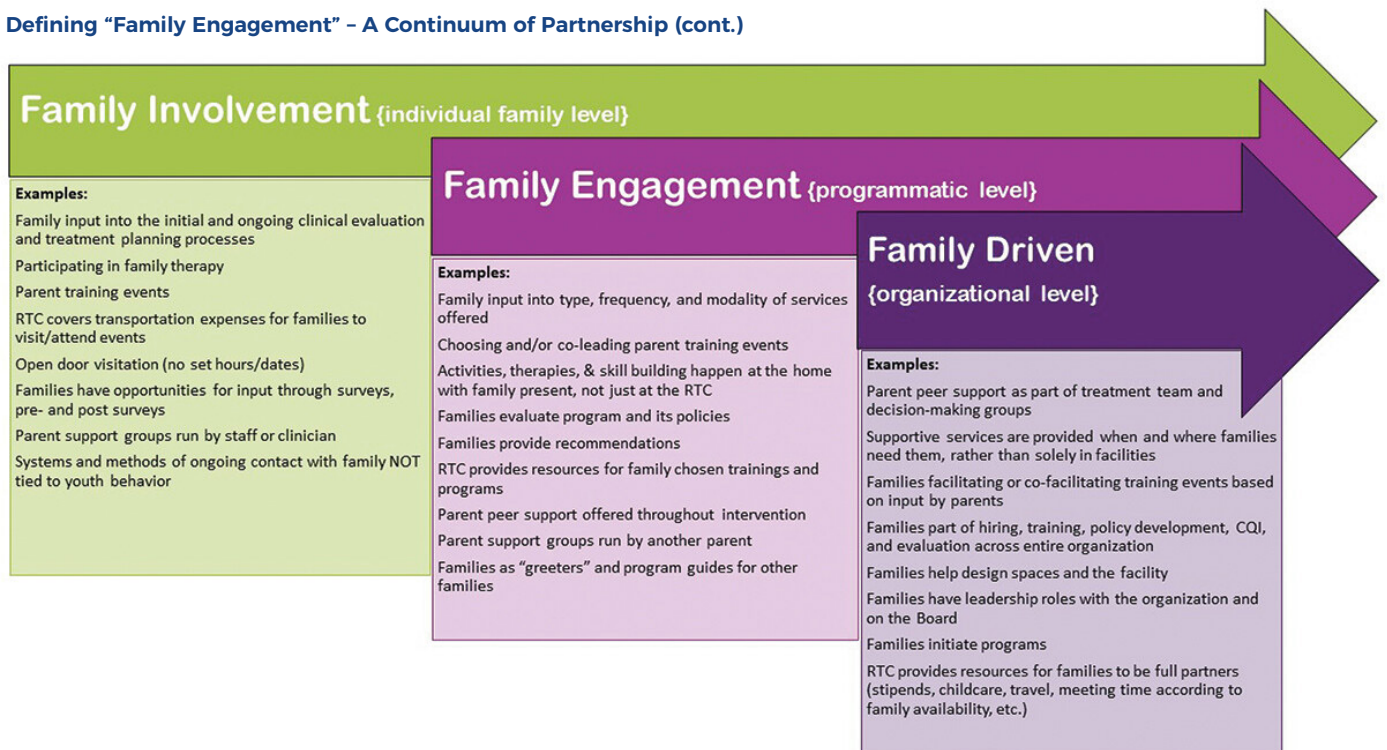 Defining “Family Engagement” – A Continuum of Partnership (cont.)
Family Involvement {individual family level}
Examples:
Family input into the initial and ongoing clinical evaluation
and treatment planning processes
Participating in family therapy
Parent training events
RTC covers transportation expenses for families to
visit/attend events
Open door visitation (no set hours/dates)
Families have opportunities for input through surveys,
pre- and post surveys
Parent support groups run by staff or clinician
Systems and methods of ongoing contact with family NOT
tied to youth behavior
Family Engagement {programmatic level}
Examples:
Family input into type, frequency, and modality of services
offered
Choosing and/or co-leading parent training events
Activities, therapies, & skill building happen at the home
with family present, not just at the RTC
Families evaluate program and its policies
Families provide recommendations
RTC provides resources for family chosen trainings and
programs
Parent peer support offered throughout intervention
Parent support groups run by another parent
Families as “greeters” and program guides for other
families
Family Driven
{organizational level}
Examples:
Parent peer support as part of treatment team and
decision-making groups
Supportive services are provided when and where families
need them, rather than solely in facilities
Families facilitating or co-facilitating training events based
on input by parents
Families part of hiring, training, policy development, CQI,
and evaluation across entire organization
Families help design spaces and the facility
Families have leadership roles with the organization and
on the Board
Families initiate programs
RTC provides resources for families to be full partners
(stipends, childcare, travel, meeting time according to
family availability, etc.)